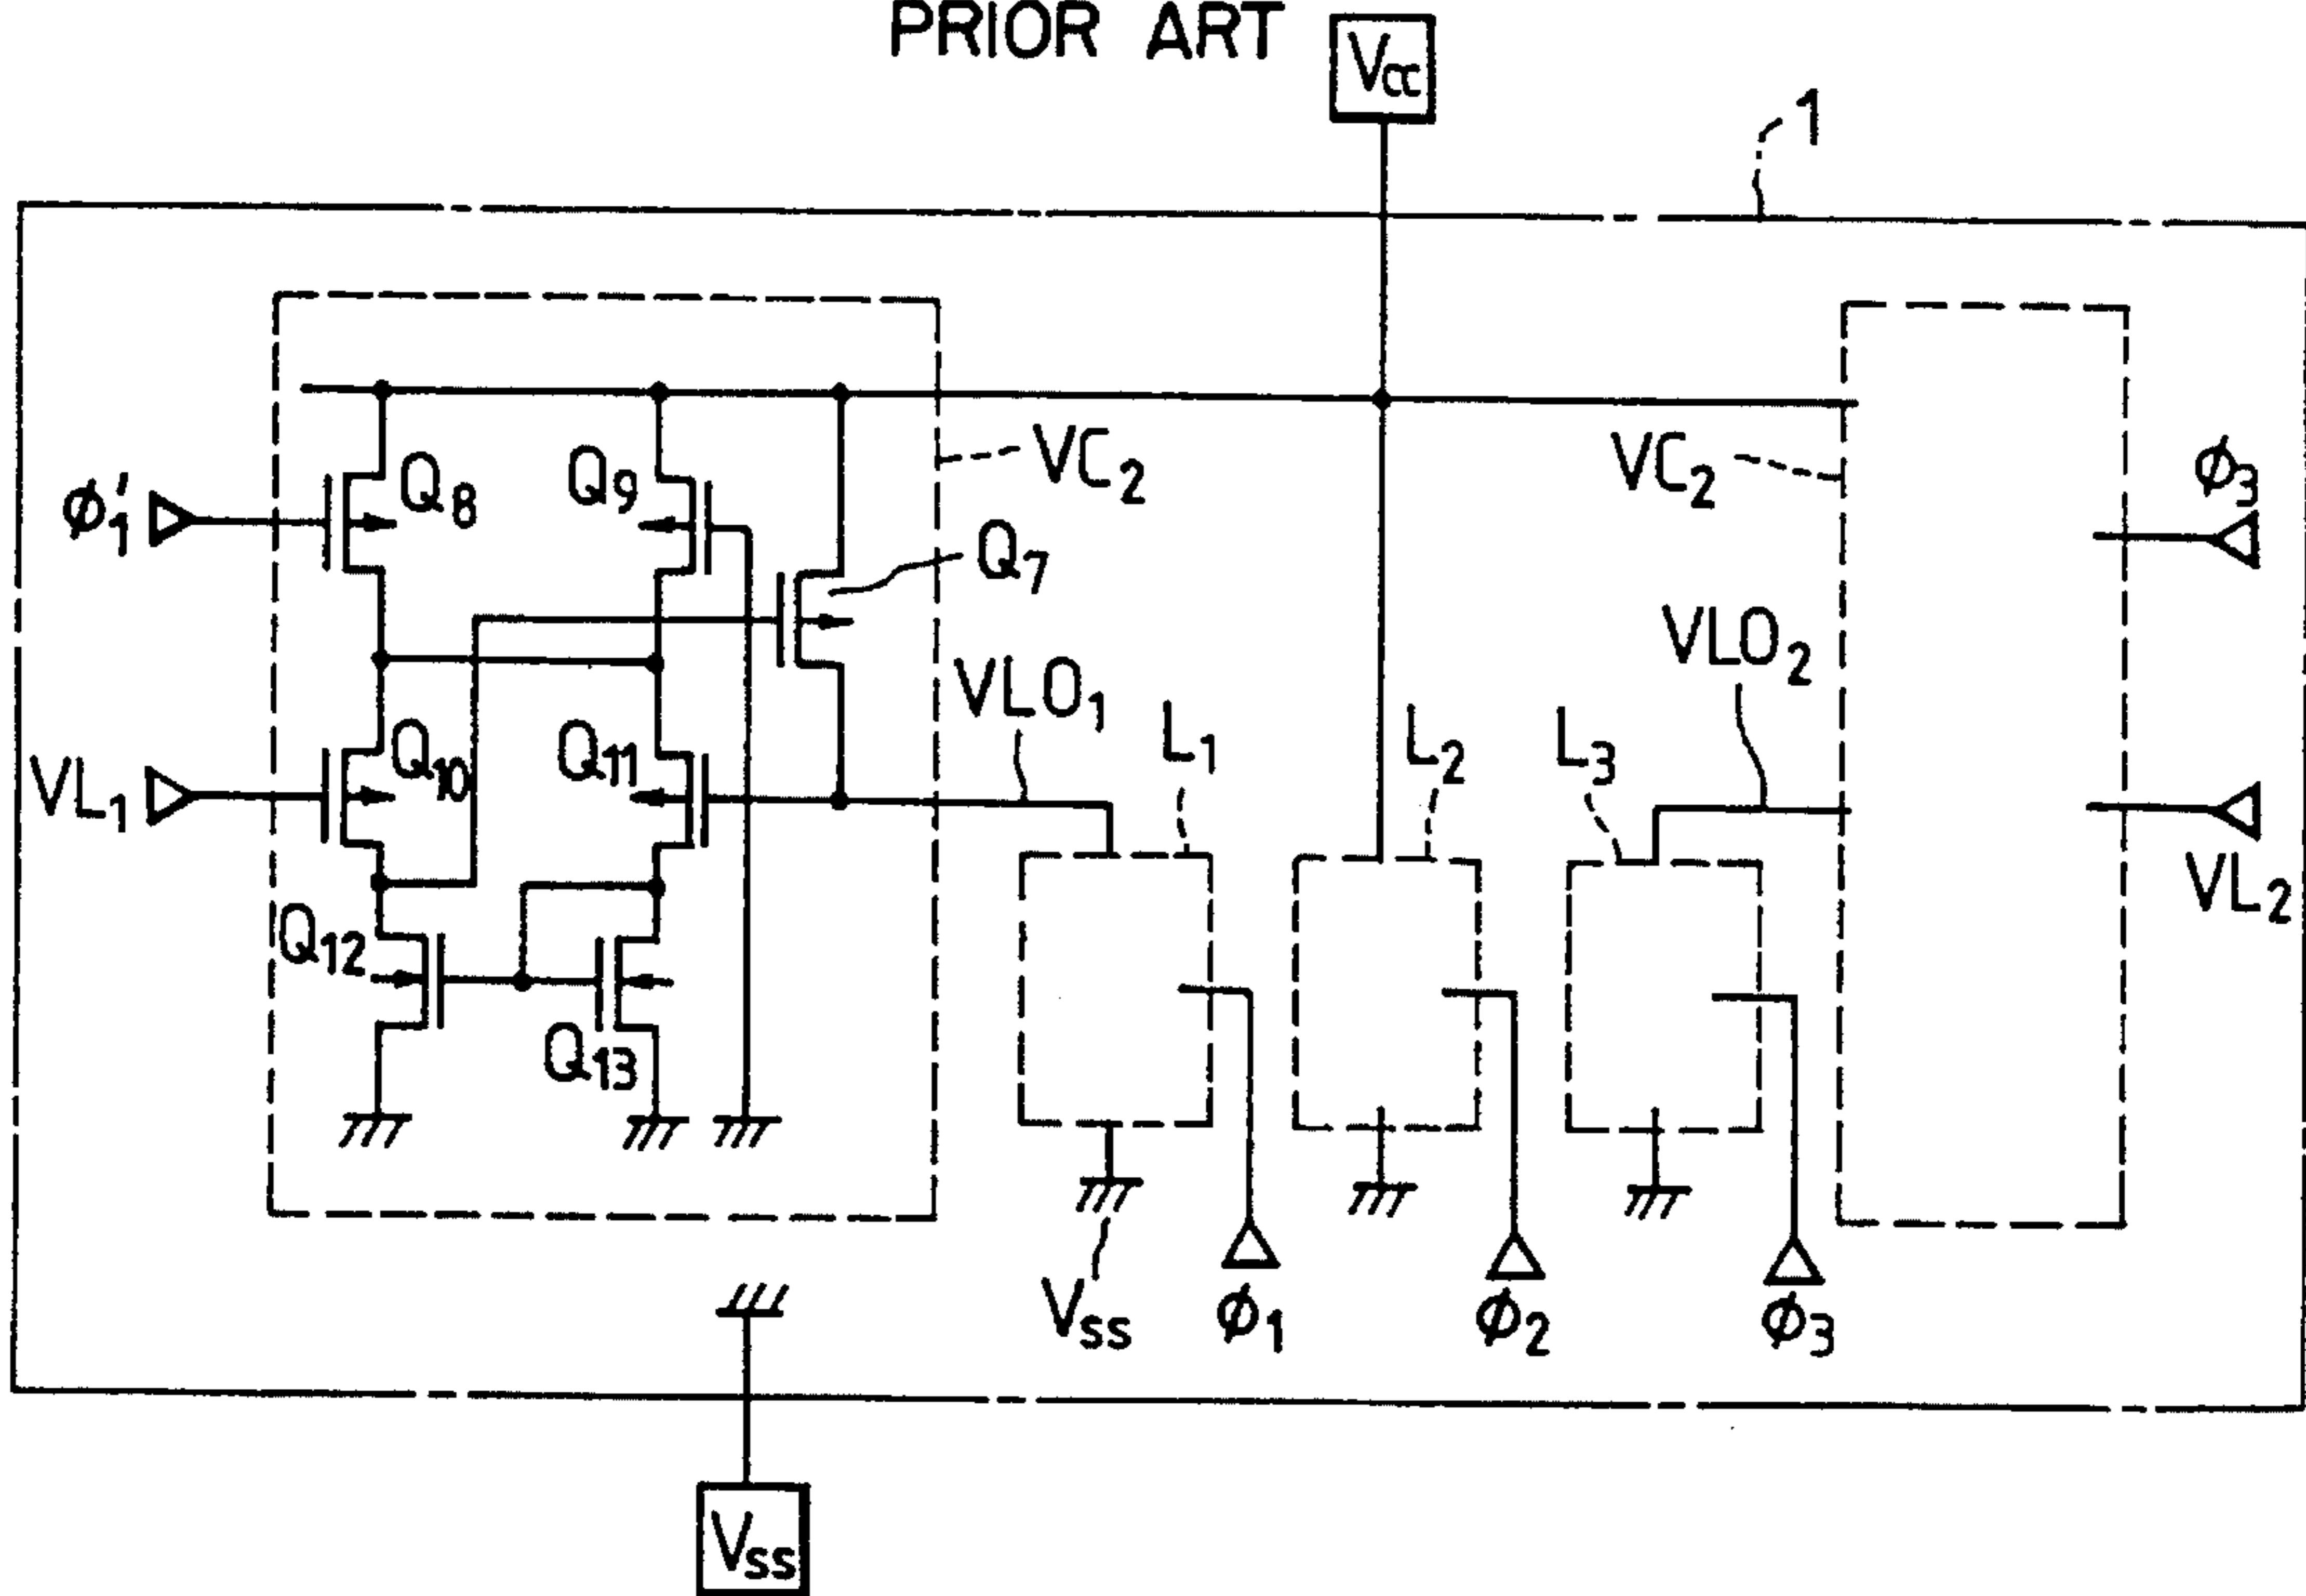 PRIOR ART
Vcc
1
Q8
Q9
VC2
VC2
ϕ3
ϕ1'
Q7
VLO1
VLO2
L1
L2
L3
Q10
Q11
VL1
VL2
Q12
Q13
Vss
ϕ1
ϕ2
ϕ3
Vss